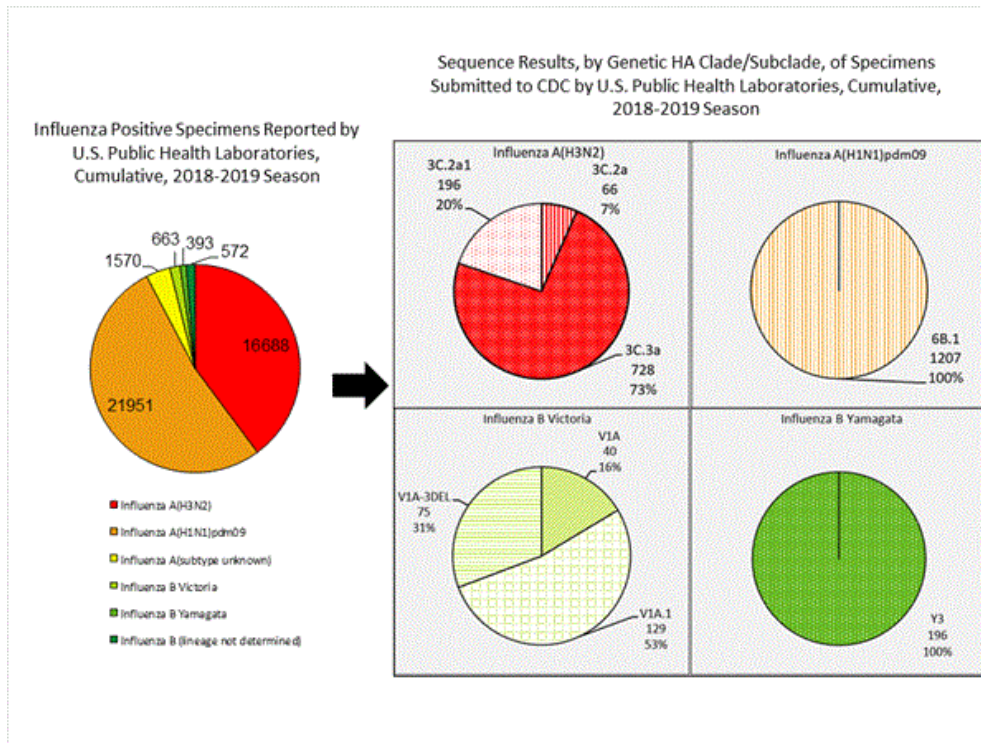 Influenza Positive Specimens Reported by
U.S. Public Health Laboratories,
Cumulative, 2018-2019 Season
663
393
572
1570
16688
21951
Influenza A(H3N2)
Influenza A(H1N1)pdm09
Influenza A(subtype unknown)
Influenza B Victoria
Influenza B Yamagata
Influenza B (lineage not determined)
Sequence Results, by Genetic HA Clade/Subclade, of Specimens
Submitted to CDC by U.S. Public Health Laboratories, Cumulative,
2018-2019 Season
Influenza A(H3N2)
3C.2a1
196
20%
3C.2a
66
7%
3C.3a
728
73%
Influenza A(H1N1)pdm09
6B.1
1207
100%
Influenza B Victoria
V1A
40
16%
V1A-3DEL
75
31%
V1A.1
129
53%
Influenza B Yamagata
Y3
196
100%